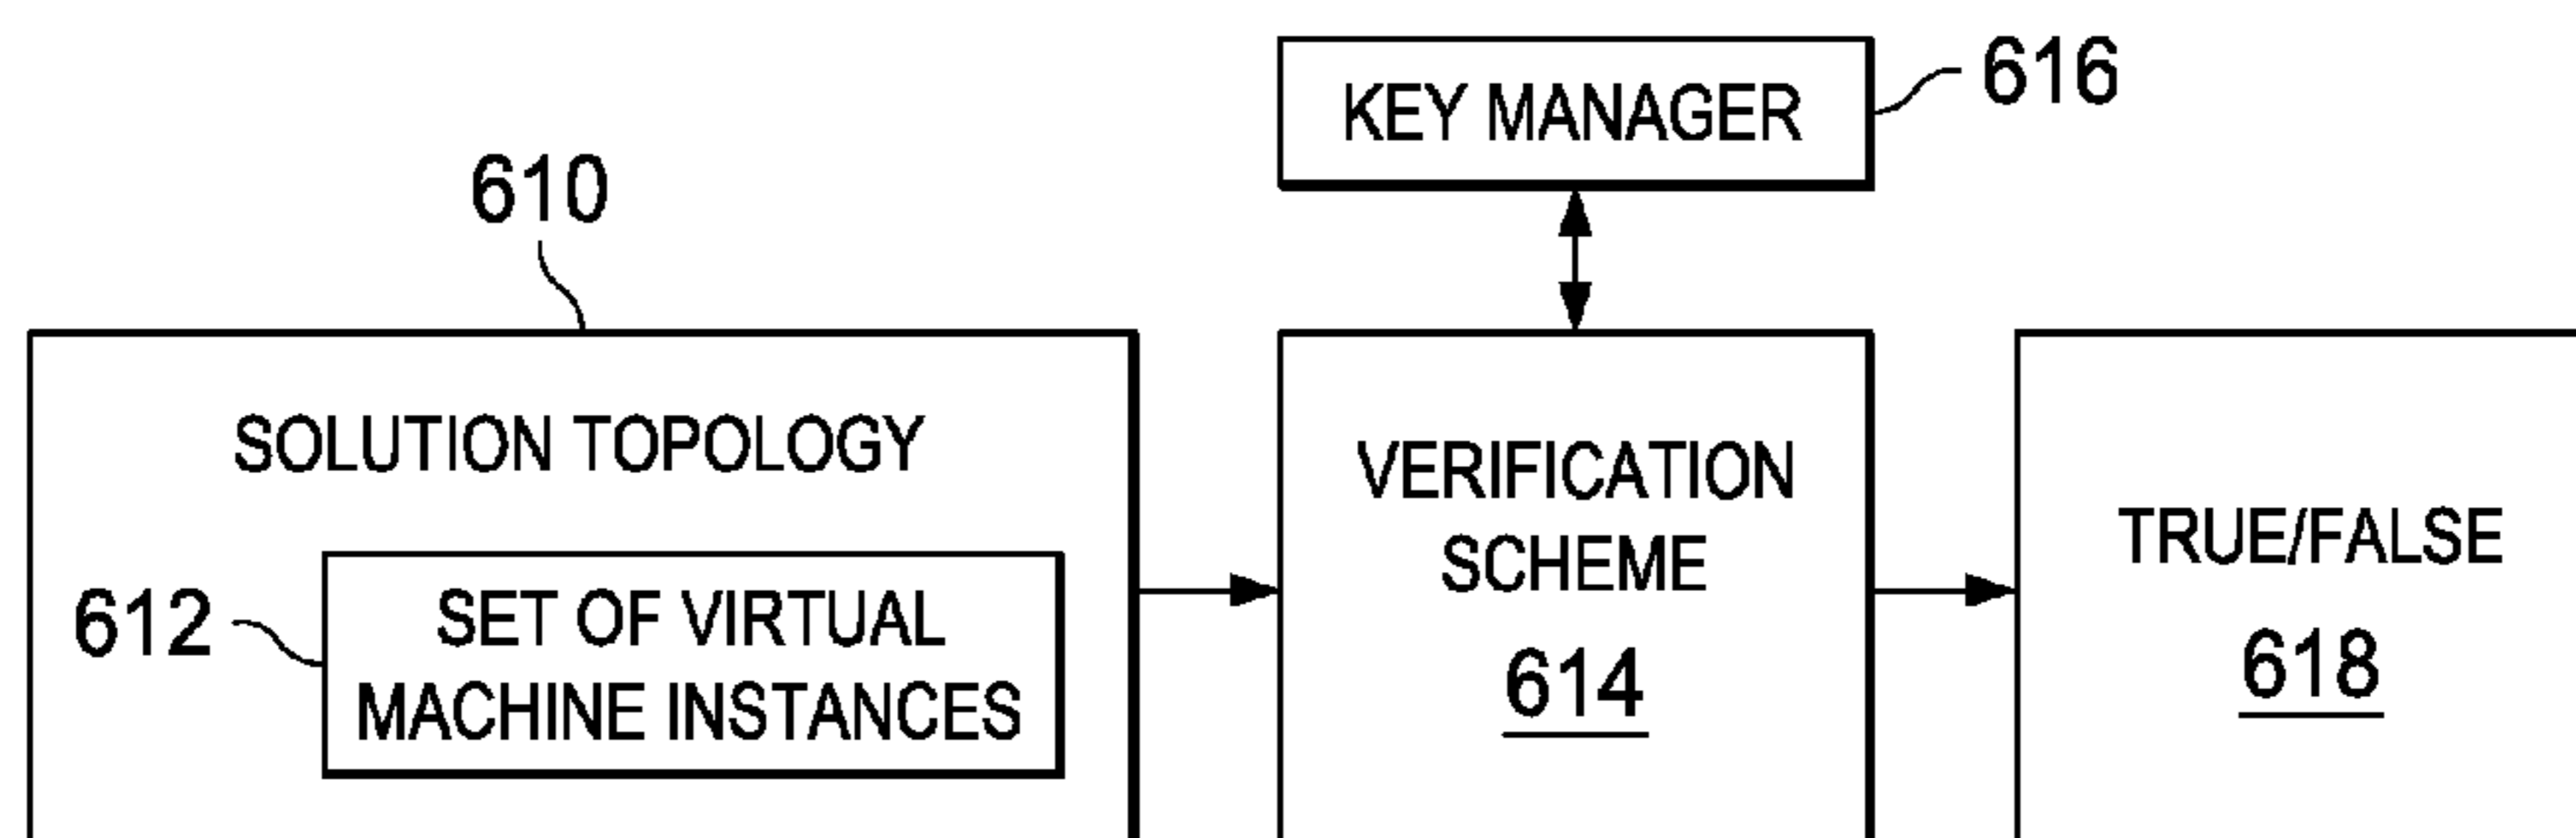 KEY MANAGER
616
610
SOLUTION TOPOLOGY
612
SET OF VIRTUAL
MACHINE INSTANCES
VERIFICATION
SCHEME
614
TRUE/FALSE
618